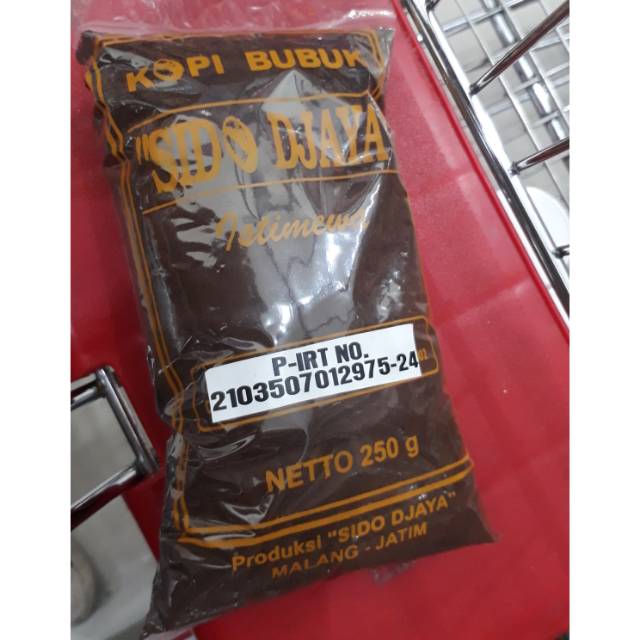 KOPI BUBUK
"SIDO DJAYA
Istimewa
P-IRT NO.
2103507012975-24
NETTO 250 g
Produksi "SIDO DJAYA"
MALANG - JATIM